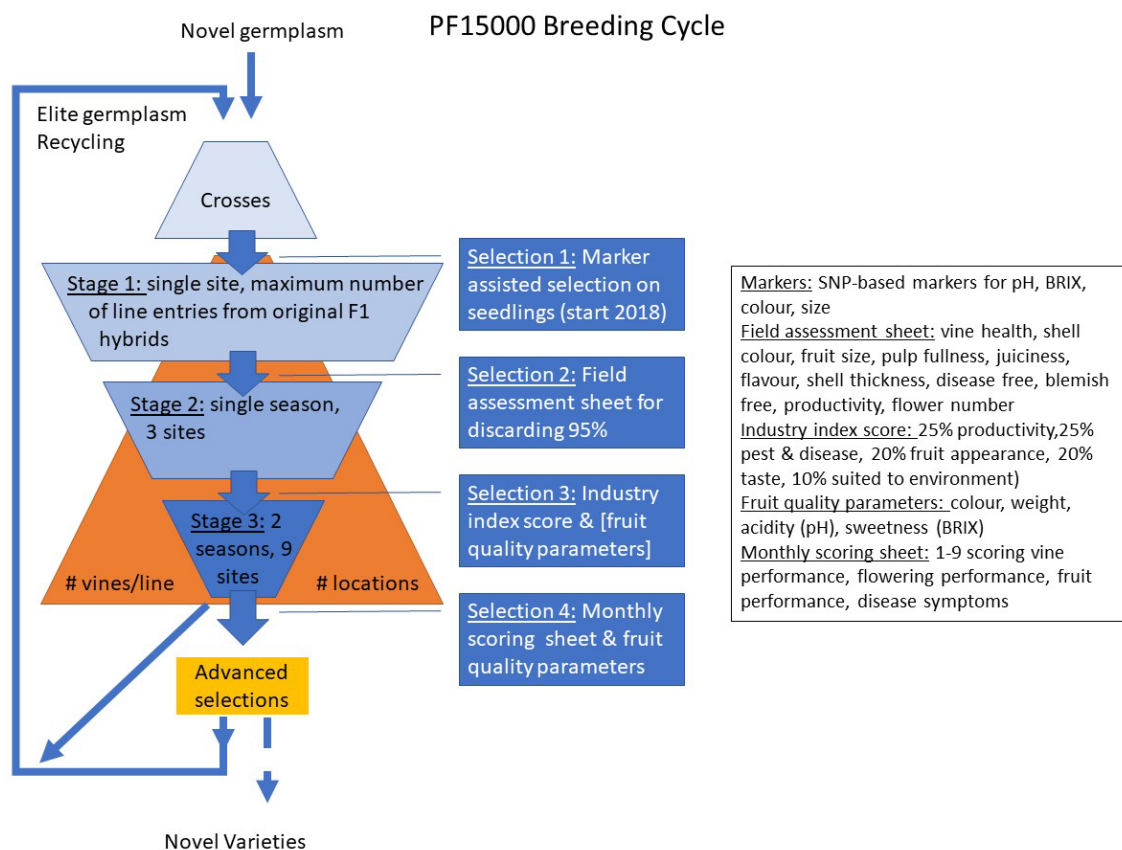 PF15000 Breeding Cycle
Novel germplasm
Elite germplasm
Recycling
Crosses
Stage 1: single site, maximum number
of line entries from original F1
hybrids
Stage 2: single season,
3 sites
Stage 3: 2
seasons, 9
sites
# vines/line
# locations
Advanced
selections
Novel Varieties
Selection 1: Marker
assisted selection on
seedlings (start 2018)
Selection 2: Field
assessment sheet for
discarding 95%
Selection 3: Industry
index score & [fruit
quality parameters]
Selection 4: Monthly
scoring sheet & fruit
quality parameters
Markers: SNP-based markers for pH, BRIX,
colour, size
Field assessment sheet: vine health, shell
colour, fruit size, pulp fullness, juiciness,
flavour, shell thickness, disease free, blemish
free, productivity, flower number
Industry index score: 25% productivity,25%
pest & disease, 20% fruit appearance, 20%
taste, 10% suited to environment)
Fruit quality parameters: colour, weight,
acidity (pH), sweetness (BRIX)
Monthly scoring sheet: 1-9 scoring vine
performance, flowering performance, fruit
performance, disease symptoms